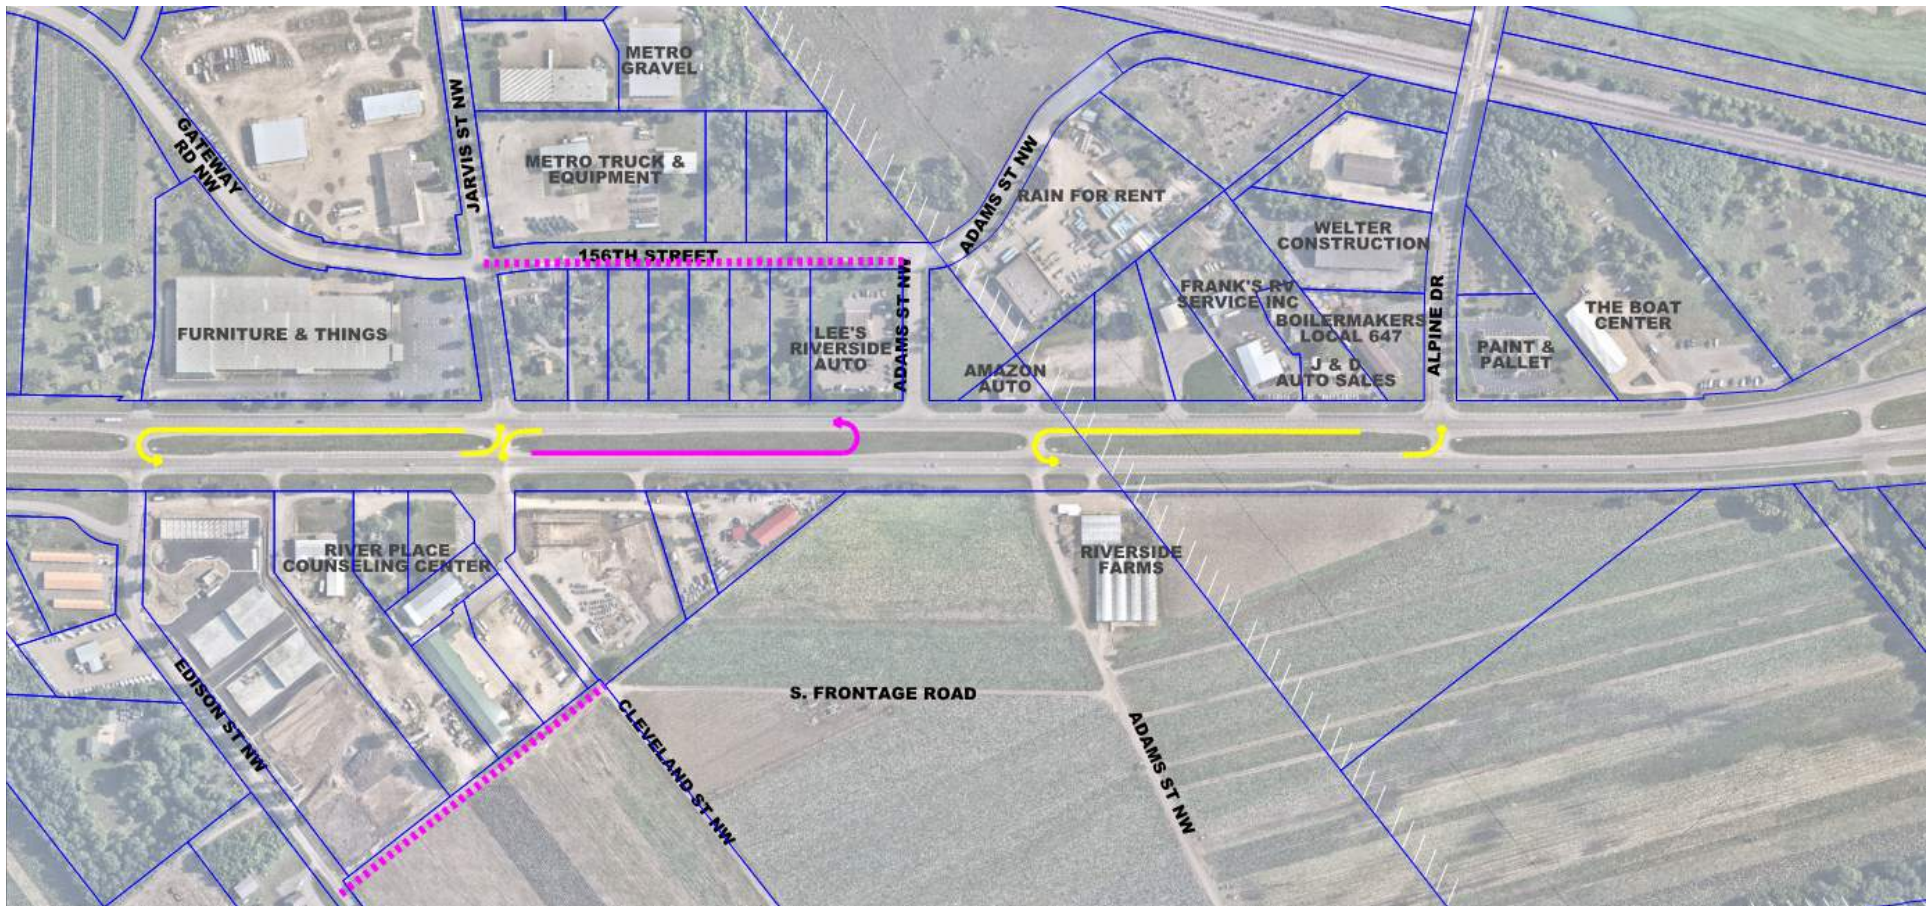 METRO
GRAVEL
JARVIS ST NW
GATEWAY
RD NW
METRO TRUCK &
EQUIPMENT
ADAMS ST NW
RAIN FOR RENT
WELTER
CONSTRUCTION
156TH STREET
FURNITURE & THINGS
LEE'S
RIVERSIDE
AUTO
ADAMS ST NW
AMAZON
AUTO
FRANK'S RV
SERVICE INC
BOILERMAKERS
LOCAL 647
J & D
AUTO SALES
ALPINE DR
PAINT &
PALLET
THE BOAT
CENTER
RIVER PLACE
COUNSELING CENTER
RIVERSIDE
FARMS
EDISON ST NW
CLEVELAND ST NW
S. FRONTAGE ROAD
ADAMS ST NW